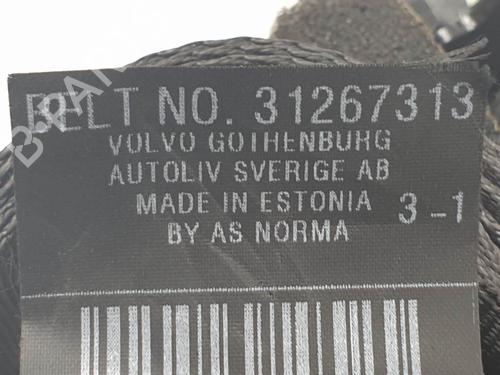 BELT NO. 31267313
VOLVO GOTHENBURG
AUTOLIV SVERIGE AB
MADE IN ESTONIA 3-1
BY AS NORMA